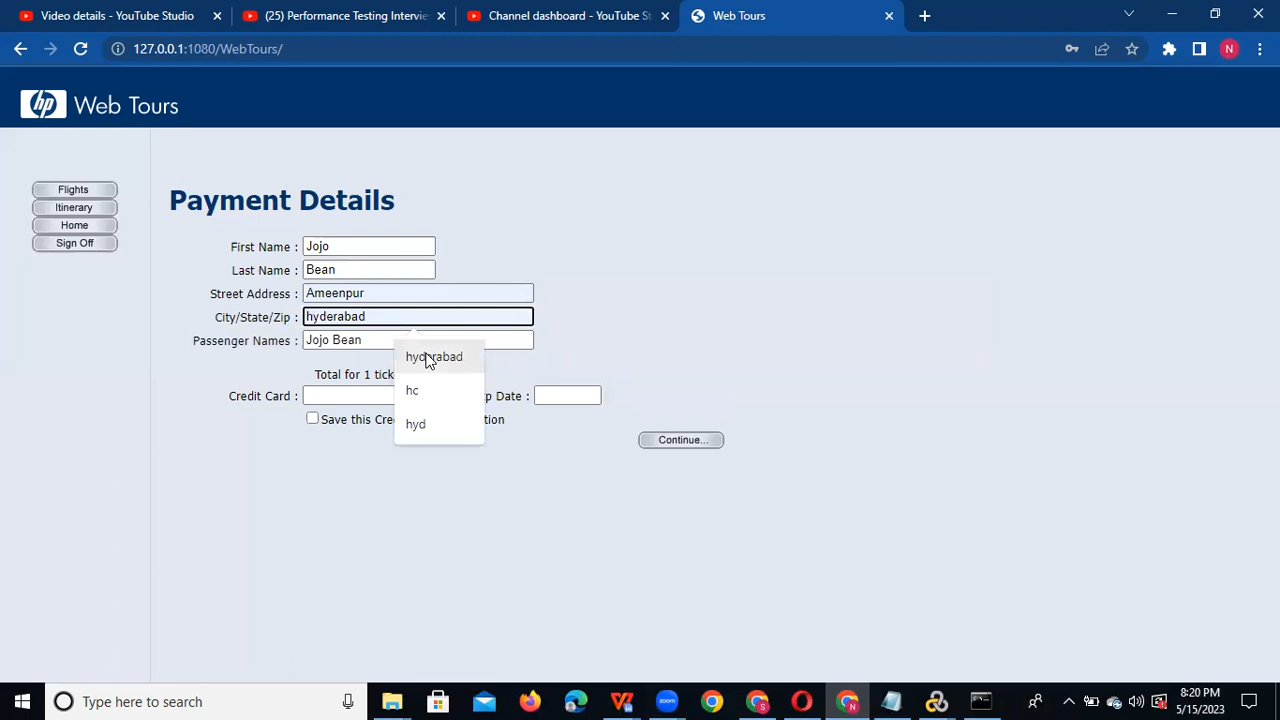 Video details - YouTube Studio
(25) Performance Testing Intervie
Channel dashboard - YouTube St
Web Tours
127.0.0.1:1080/WebTours/
N
hp Web Tours
Flights
Itinerary
Home
Sign Off
Payment Details
First Name : Jojo
Last Name : Bean
Street Address : Ameenpur
City/State/Zip : hyderabad
Passenger Names : Jojo Bean
hyderabad
Total for 1 tick
hc
Credit Card :
p Date :
Save this Cre
tion
hyd
Continue...
Type here to search
8:20 PM
5/15/2023